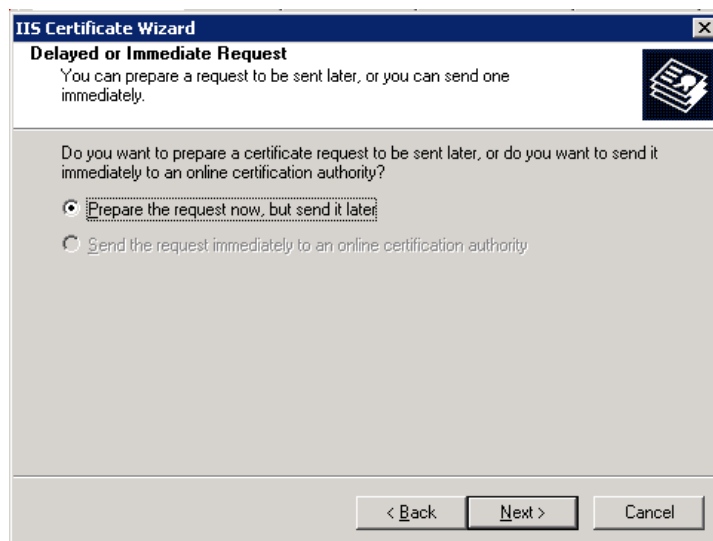 IIS Certificate Wizard
Delayed or Immediate Request
You can prepare a request to be sent later, or you can send one
immediately.
Do you want to prepare a certificate request to be sent later, or do you want to send it
immediately to an online certification authority?
Prepare the request now, but send it later
Send the request immediately to an online certification authority
< Back
Next >
Cancel